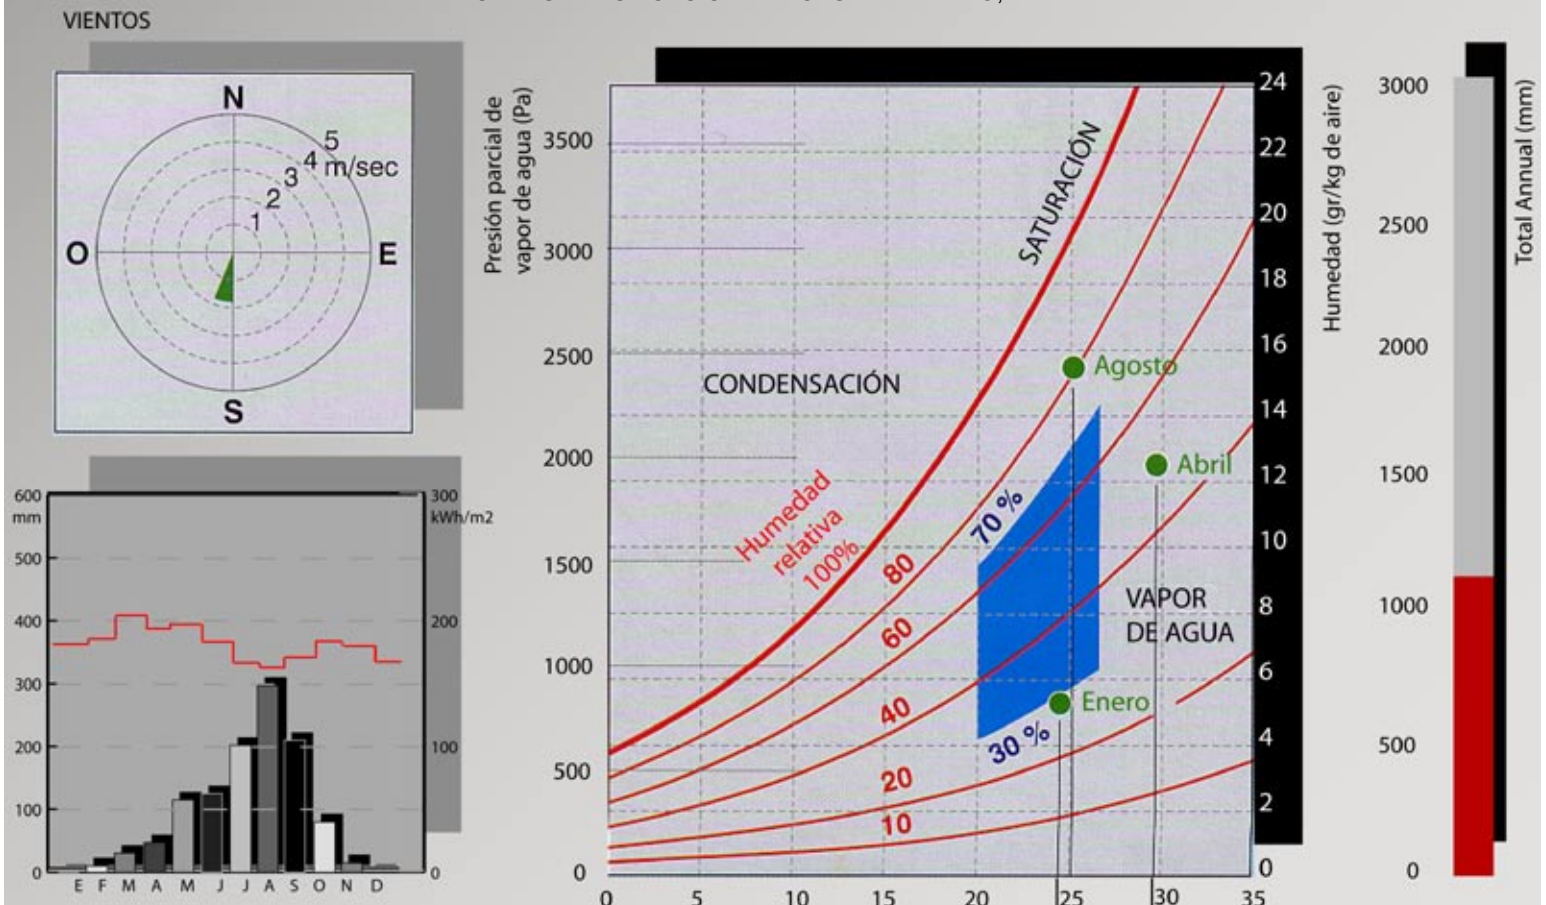 VIENTOS
N
5
4 m/sec
3
2
1
O
E
S
600
mm
500
400
300
200
100
0
300
kWh/m2
200
100
0
E F M A M J J A S O N D
Presión parcial de
vapor de agua (Pa)
3500
3000
2500
2000
1500
1000
500
0
SATURACIÓN
CONDENSACIÓN
Agosto
Abril
Humedad
relativa
100%
70 %
80
60
40
20
10
VAPOR
DE AGUA
Enero
30 %
0 5 10 15 20 25 30 35
24
22
20
18
16
14
12
10
8
6
4
2
0
Humedad (gr/kg de aire)
3000
2500
2000
1500
1000
500
0
Total Annual (mm)